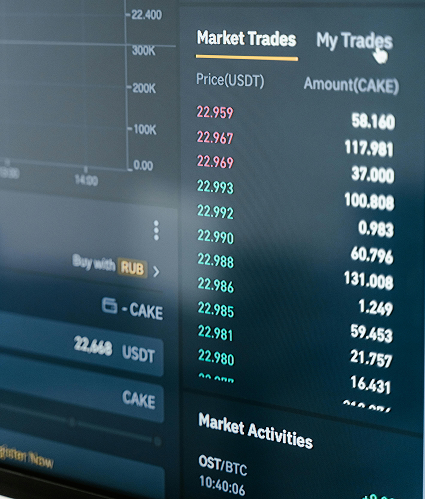 22.400
300K
200K
100K
0.00
14:00
Buy with RUB
- CAKE
22,668 USDT
CAKE
Now
Market Trades My Trades
Price(USDT) Amount(CAKE)
22.959 58.160
22.967 117.981
22.969 37.000
22.993 100.808
22.992 0.983
22.990 60.796
22.988 131.008
22.986 1.249
22.985 59.453
22.981 21.757
22.980 16.431
Market Activities
OST/BTC
10:40:06